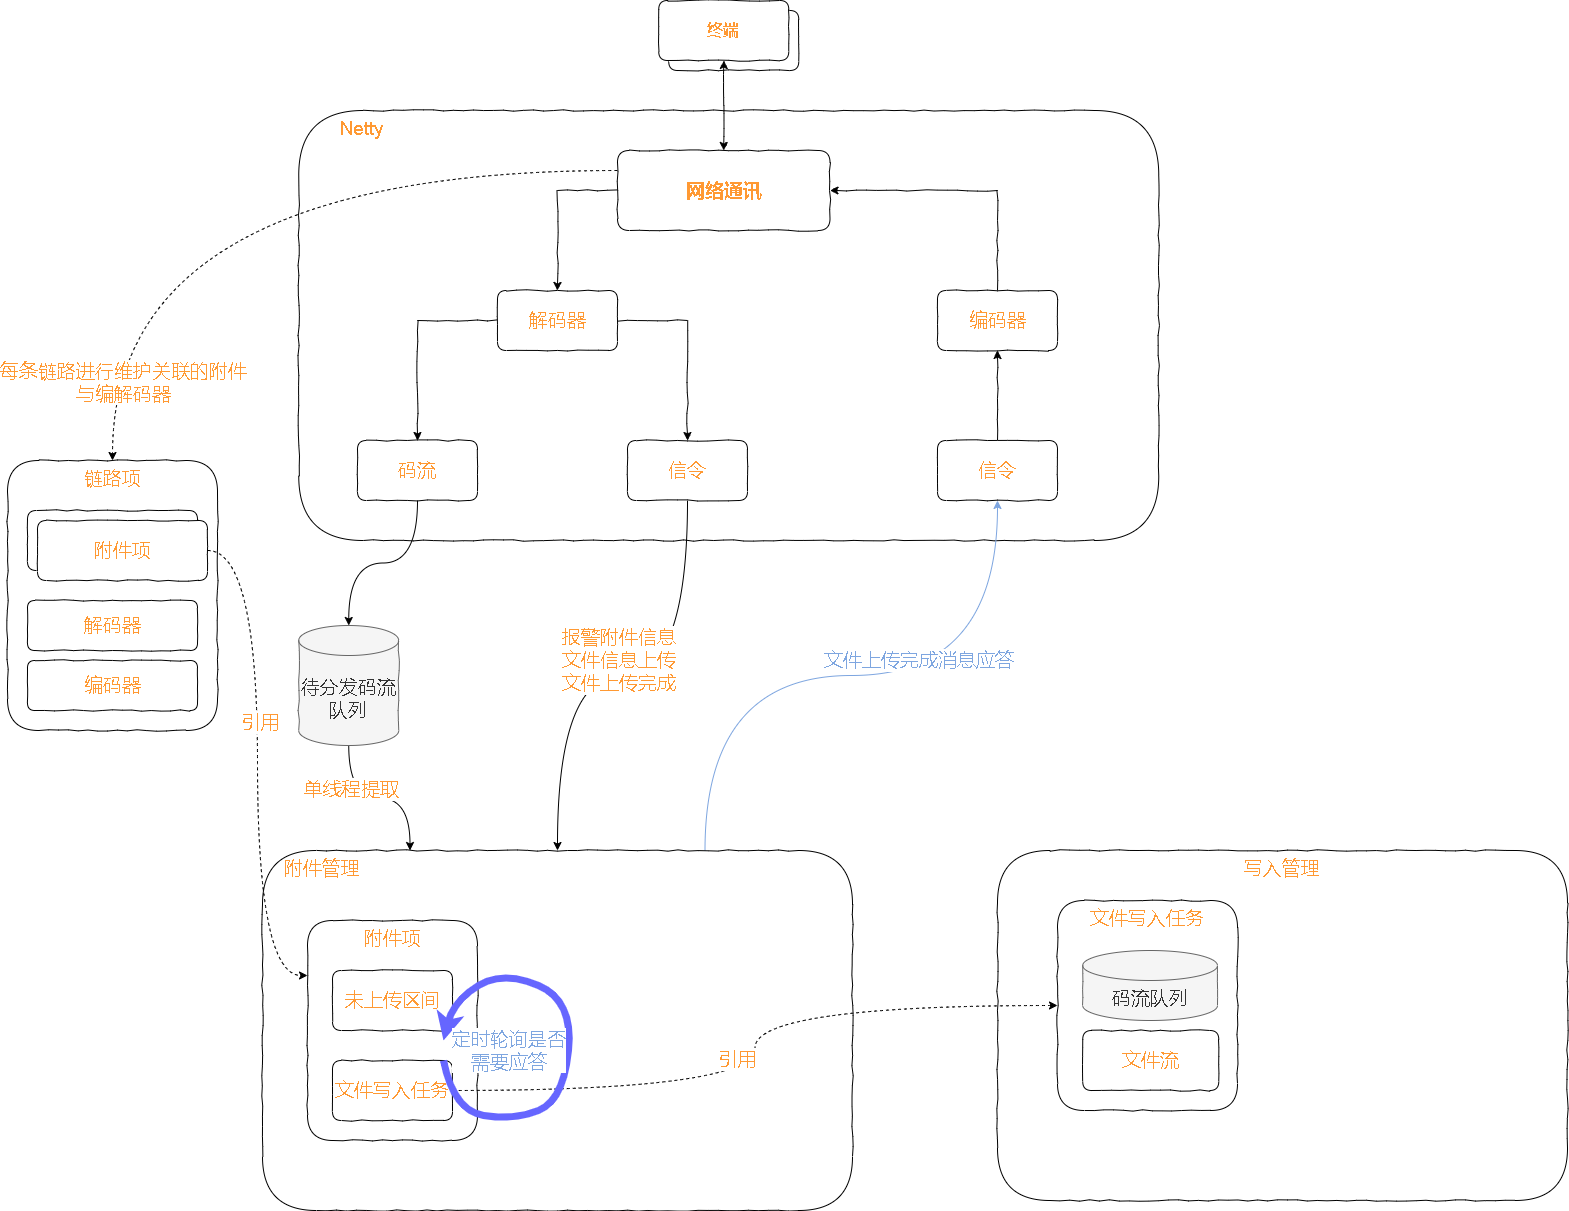 终端
Netty
网络通讯
解码器
编码器
每条链路进行维护关联的附件
与编解码器
码流
信令
信令
链路项
附件项
解码器
编码器
引用
待分发码流
队列
报警附件信息
文件信息上传
文件上传完成
文件上传完成消息应答
单线程提取
附件管理
附件项
未上传区间
定时轮询是否
需要应答
文件写入任务
引用
写入管理
文件写入任务
码流队列
文件流